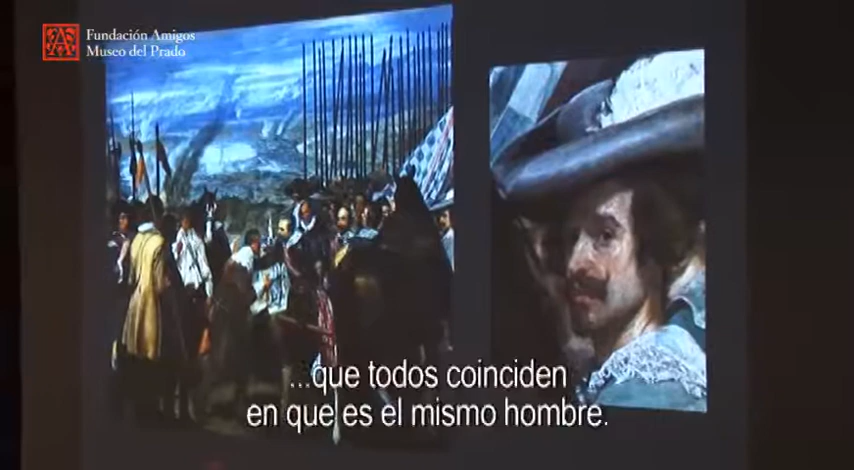 Fundación Amigos
Museo del Prado
...que todos coinciden
en que es el mismo hombre.